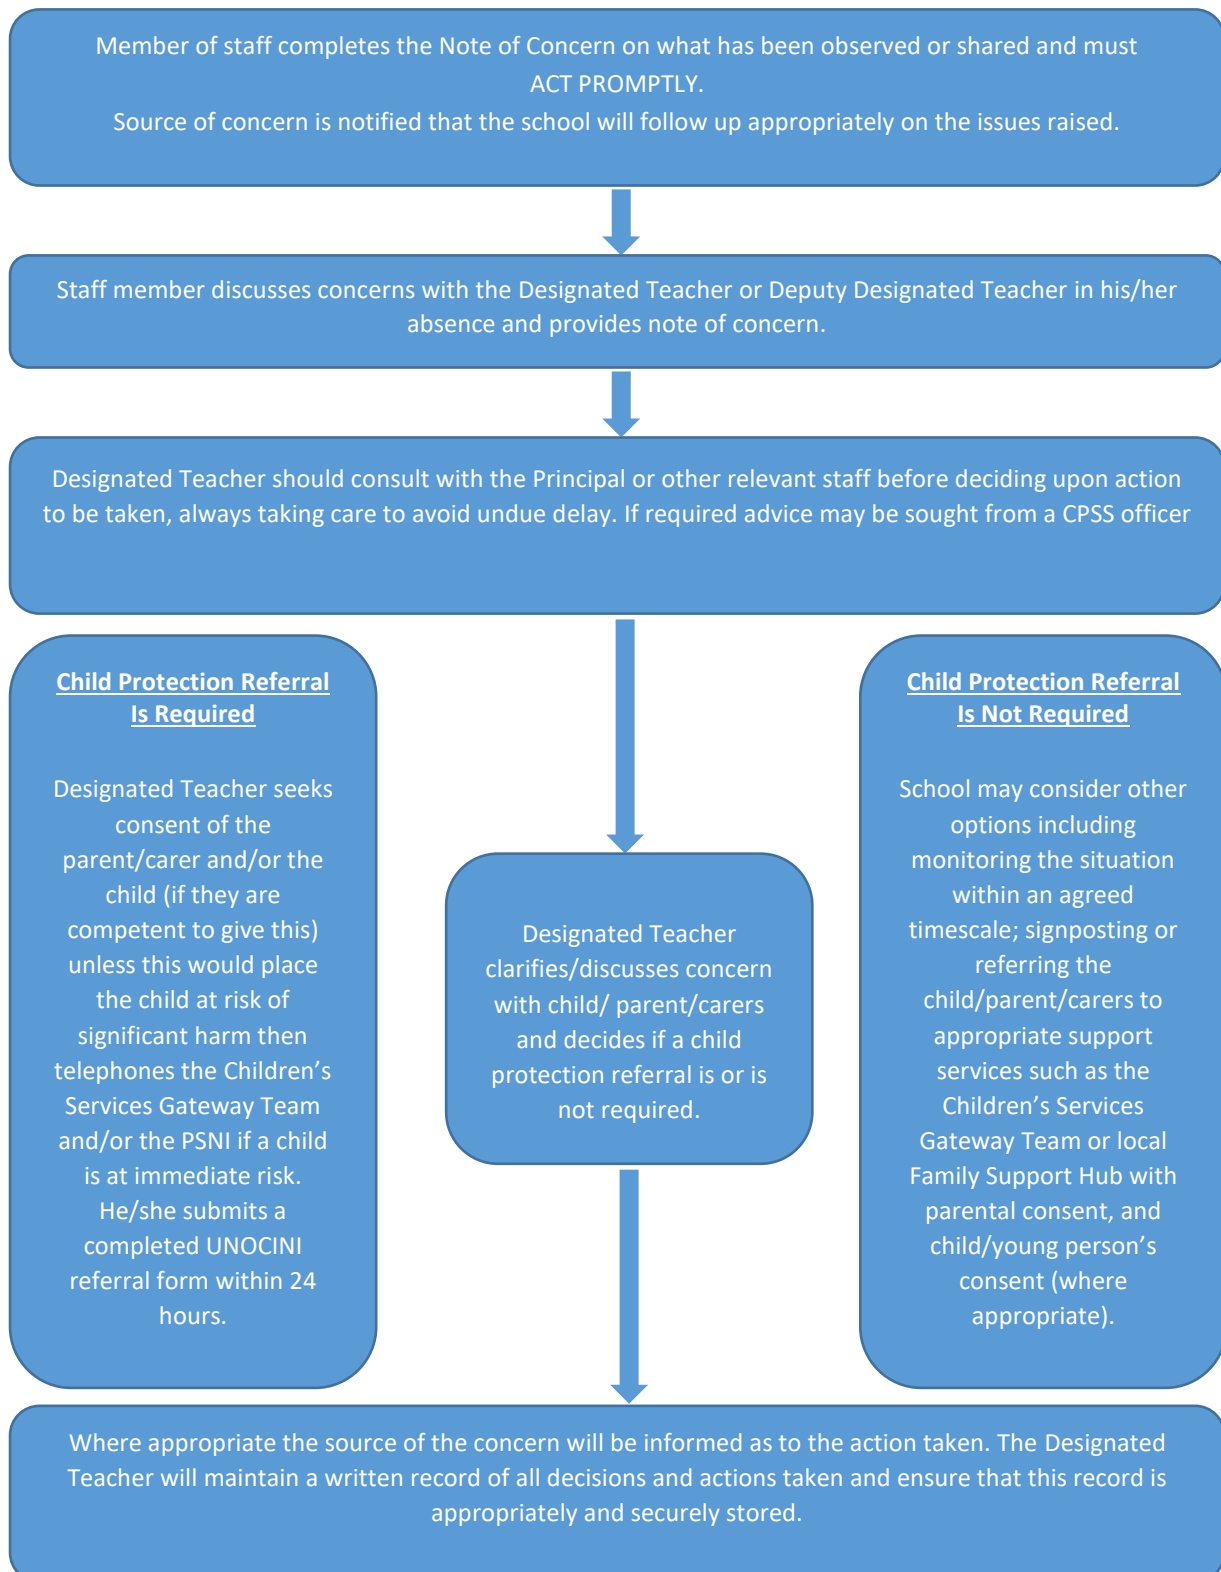 Member of staff completes the Note of Concern on what has been observed or shared and must
ACT PROMPTLY.
Source of concern is notified that the school will follow up appropriately on the issues raised.
Staff member discusses concerns with the Designated Teacher or Deputy Designated Teacher in his/her
absence and provides note of concern.
Designated Teacher should consult with the Principal or other relevant staff before deciding upon action
to be taken, always taking care to avoid undue delay. If required advice may be sought from a CPSS officer
Child Protection Referral
Is Required
Designated Teacher seeks
consent of the
parent/carer and/or the
child (if they are
competent to give this)
unless this would place
the child at risk of
significant harm then
telephones the Children’s
Services Gateway Team
and/or the PSNI if a child
is at immediate risk.
He/she submits a
completed UNOCINI
referral form within 24
hours.
Designated Teacher
clarifies/discusses concern
with child/ parent/carers
and decides if a child
protection referral is or is
not required.
Child Protection Referral
Is Not Required
School may consider other
options including
monitoring the situation
within an agreed
timescale; signposting or
referring the
child/parent/carers to
appropriate support
services such as the
Children’s Services
Gateway Team or local
Family Support Hub with
parental consent, and
child/young person’s
consent (where
appropriate).
Where appropriate the source of the concern will be informed as to the action taken. The Designated
Teacher will maintain a written record of all decisions and actions taken and ensure that this record is
appropriately and securely stored.